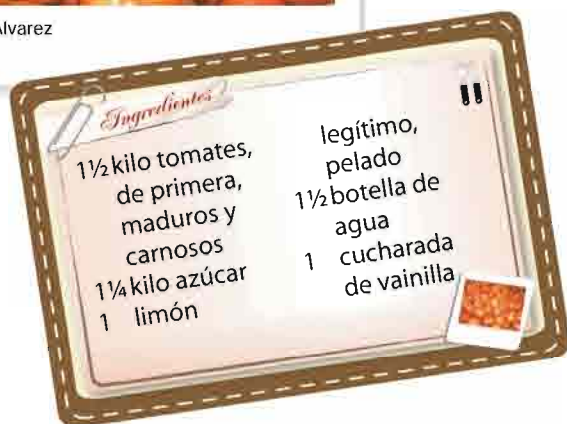 Alvarez
Ingredientes
1½ kilo tomates,
de primera,
maduros y
carnosos
1¼ kilo azúcar
1 limón
legítimo,
pelado
1½ botella de
agua
1 cucharada
de vainilla